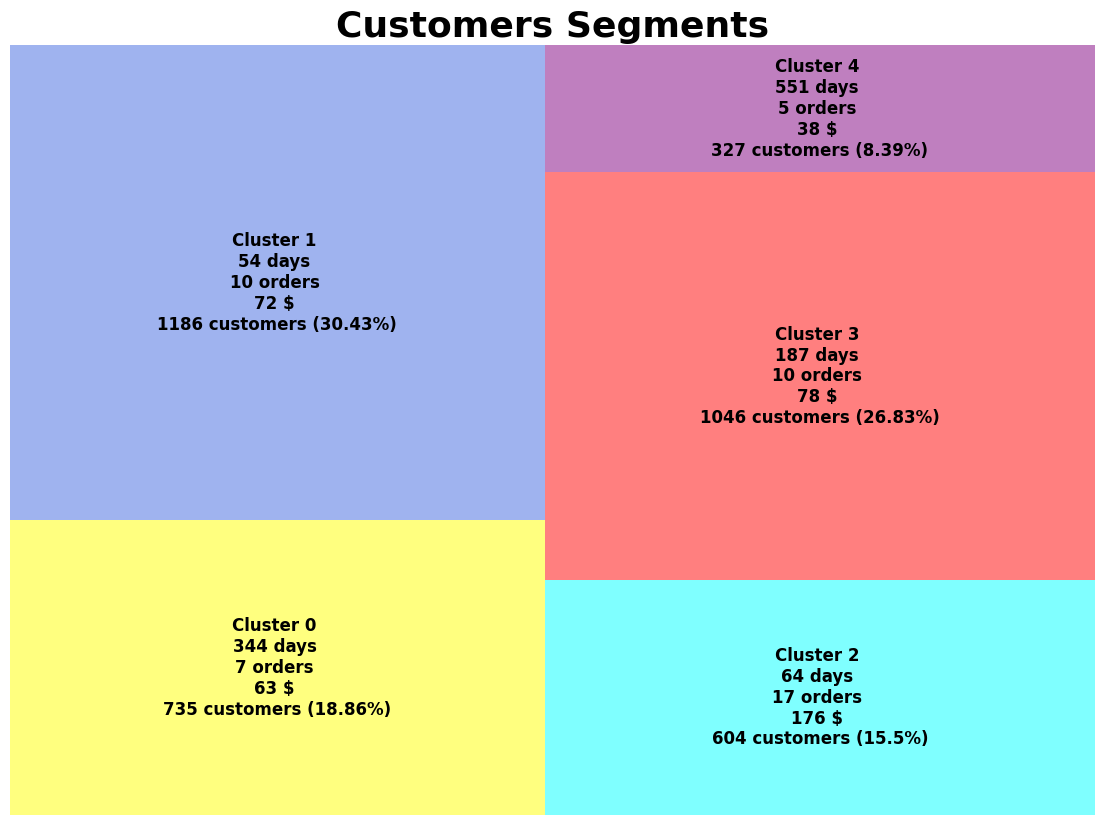 Customers Segments
Cluster 1
54 days
10 orders
72 $
1186 customers (30.43%)
Cluster 0
344 days
7 orders
63 $
735 customers (18.86%)
Cluster 4
551 days
5 orders
38 $
327 customers (8.39%)
Cluster 3
187 days
10 orders
78 $
1046 customers (26.83%)
Cluster 2
64 days
17 orders
176 $
604 customers (15.5%)